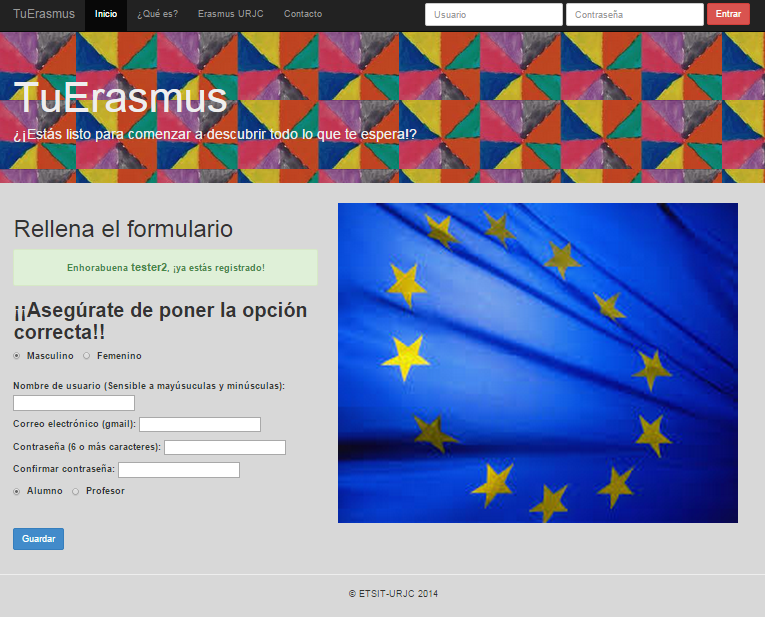 TuErasmus Inicio ¿Qué es? Erasmus URJC Contacto Usuario Contraseña Entrar
TuErasmus
¿¡Estás listo para comenzar a descubrir todo lo que te espera!?
Rellena el formulario
Enhorabuena tester2, ¡ya estás registrado!
¡¡Asegúrate de poner la opción
correcta!!
Masculino Femenino
Nombre de usuario (Sensible a mayúsuculas y minúsculas):
Correo electrónico (gmail):
Contraseña (6 o más caracteres):
Confirmar contraseña:
Alumno Profesor
Guardar
© ETSIT-URJC 2014